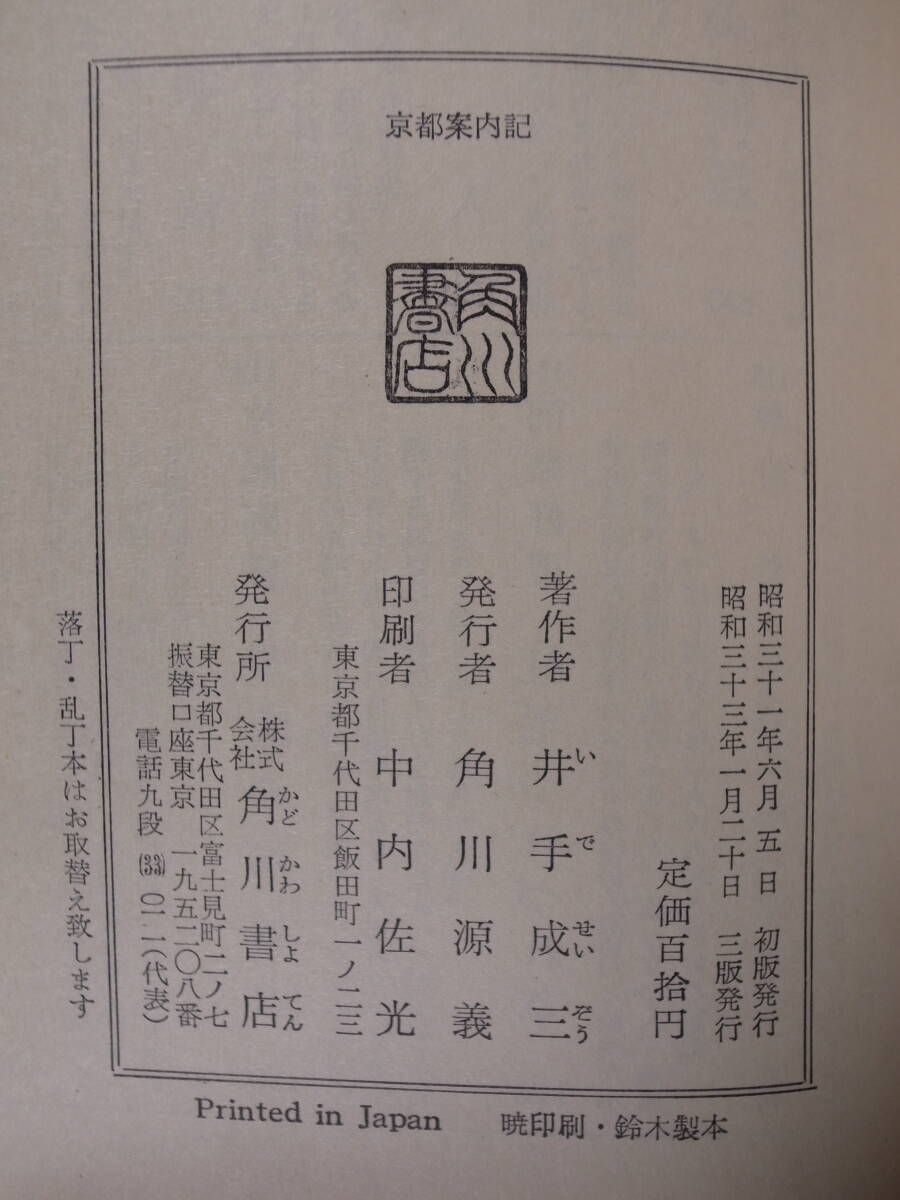 京都案内記
角川
書店
昭和三十一年六月五日 初版発行
昭和三十三年一月二十日 三版発行
定価百拾円
著作者 井手成三
いでせいぞう
発行者 角川源義
印刷者 中内佐光
東京都千代田区飯田町一ノ二三
発行所 株式会社 角川書店
かどかわしよてん
東京都千代田区富士見町二ノ七
振替口座東京 一九五二〇八番
電話九段 (33) 〇一一一(代表)
落丁・乱丁本はお取替え致します
Printed in Japan 暁印刷・鈴木製本